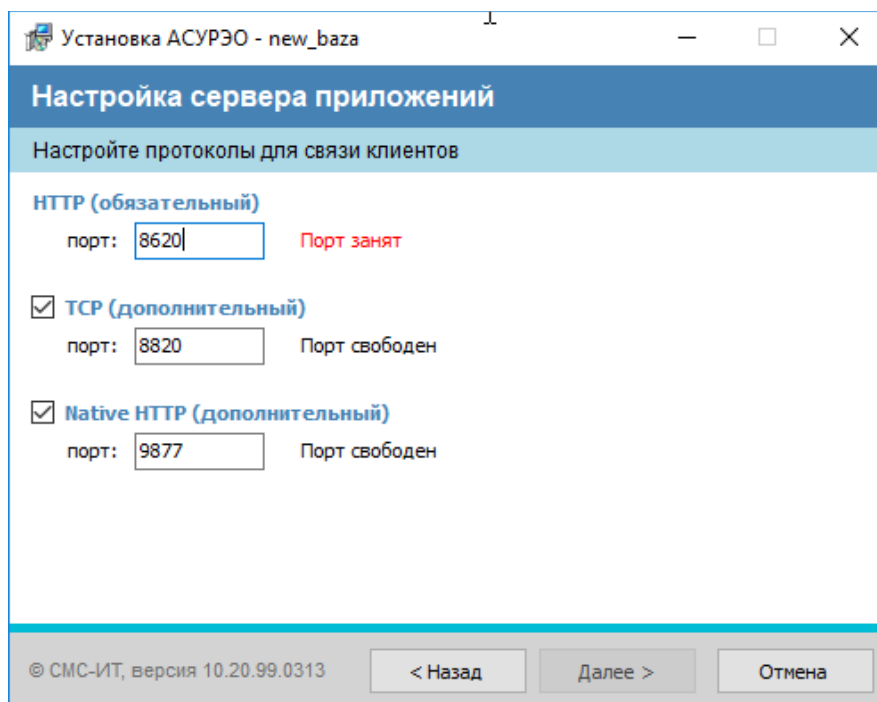 Установка АСУРЭО - new_baza
Настройка сервера приложений
Настройте протоколы для связи клиентов
HTTP (обязательный)
порт: 8620 Порт занят
TCP (дополнительный)
порт: 8820 Порт свободен
Native HTTP (дополнительный)
порт: 9877 Порт свободен
© СМС-ИТ, версия 10.20.99.0313 < Назад Далее > Отмена